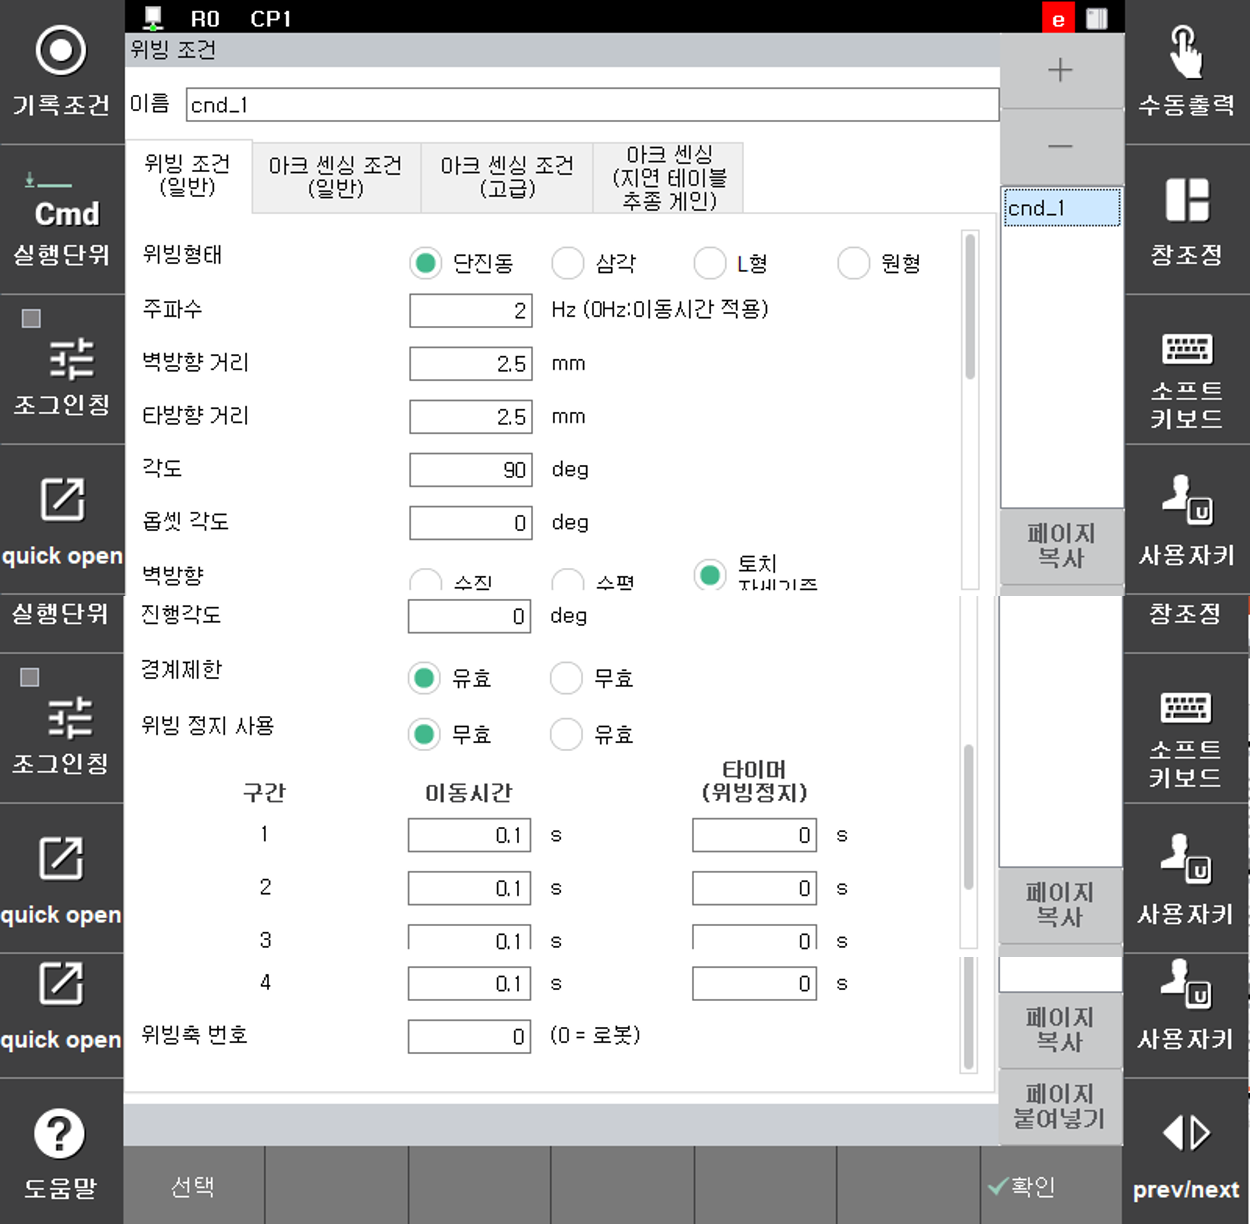 R0 CP1 e
위빙 조건
이름 cnd_1
위빙 조건
(일반)
아크 센싱 조건
(일반)
아크 센싱 조건
(고급)
아크 센싱
(지연 테이블
추종 게인)
위빙형태 단진동 삼각 L형 원형
주파수 2 Hz (0Hz:이동시간 적용)
벽방향 거리 2.5 mm
타방향 거리 2.5 mm
각도 90 deg
옵셋 각도 0 deg
벽방향 수직 수평 토치
자세기준
진행각도 0 deg
경계제한 유효 무효
위빙 정지 사용 무효 유효
구간 이동시간 타이머
(위빙정지)
1 0.1 s 0 s
2 0.1 s 0 s
3 0.1 s 0 s
4 0.1 s 0 s
위빙축 번호 0 (0 = 로봇)
기록조건
Cmd
실행단위
조그인칭
quick open
실행단위
조그인칭
quick open
quick open
도움말
+
−
cnd_1
페이지
복사
페이지
복사
페이지
복사
페이지
붙여넣기
수동출력
창조정
소프트
키보드
U
사용자키
창조정
소프트
키보드
U
사용자키
U
사용자키
prev/next
선택
확인